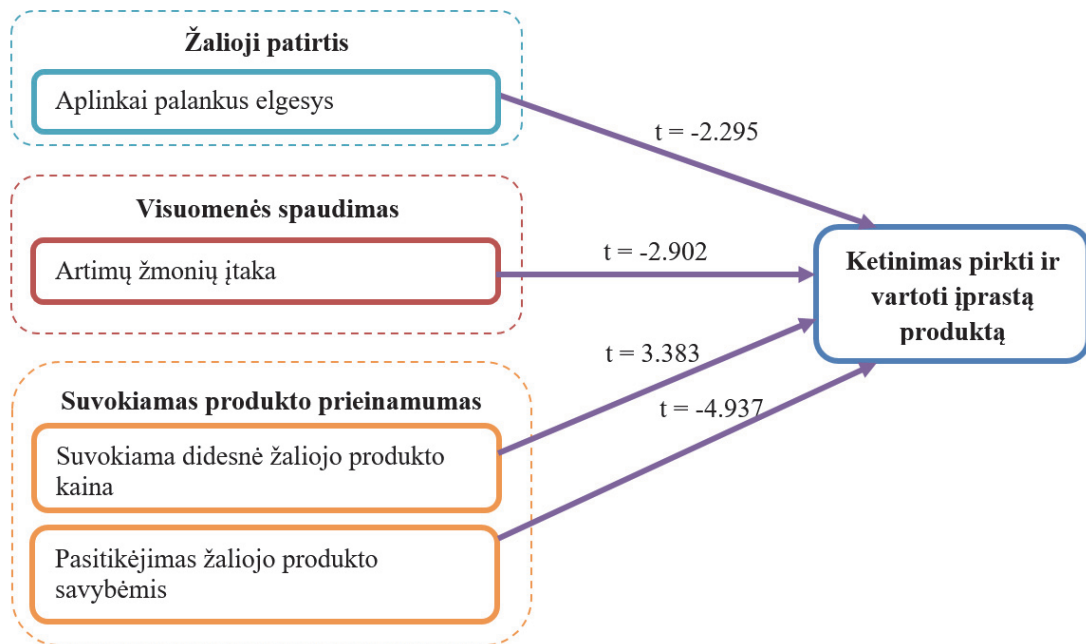 Žalioji patirtis
Aplinkai palankus elgesys
t = -2.295
Visuomenės spaudimas
Artimų žmonių įtaka
t = -2.902
Ketinimas pirkti ir
vartoti įprastą
produktą
t = 3.383
Suvokiamas produkto prieinamumas
t = -4.937
Suvokiama didesnė žaliojo produkto
kaina
Pasitikėjimas žaliojo produkto
savybėmis